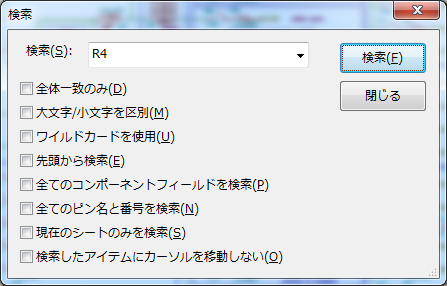 検索
検索(S): R4
検索(F)
閉じる
全体一致のみ(D)
大文字/小文字を区別(M)
ワイルドカードを使用(U)
先頭から検索(E)
全てのコンポーネントフィールドを検索(P)
全てのピン名と番号を検索(N)
現在のシートのみを検索(S)
検索したアイテムにカーソルを移動しない(O)